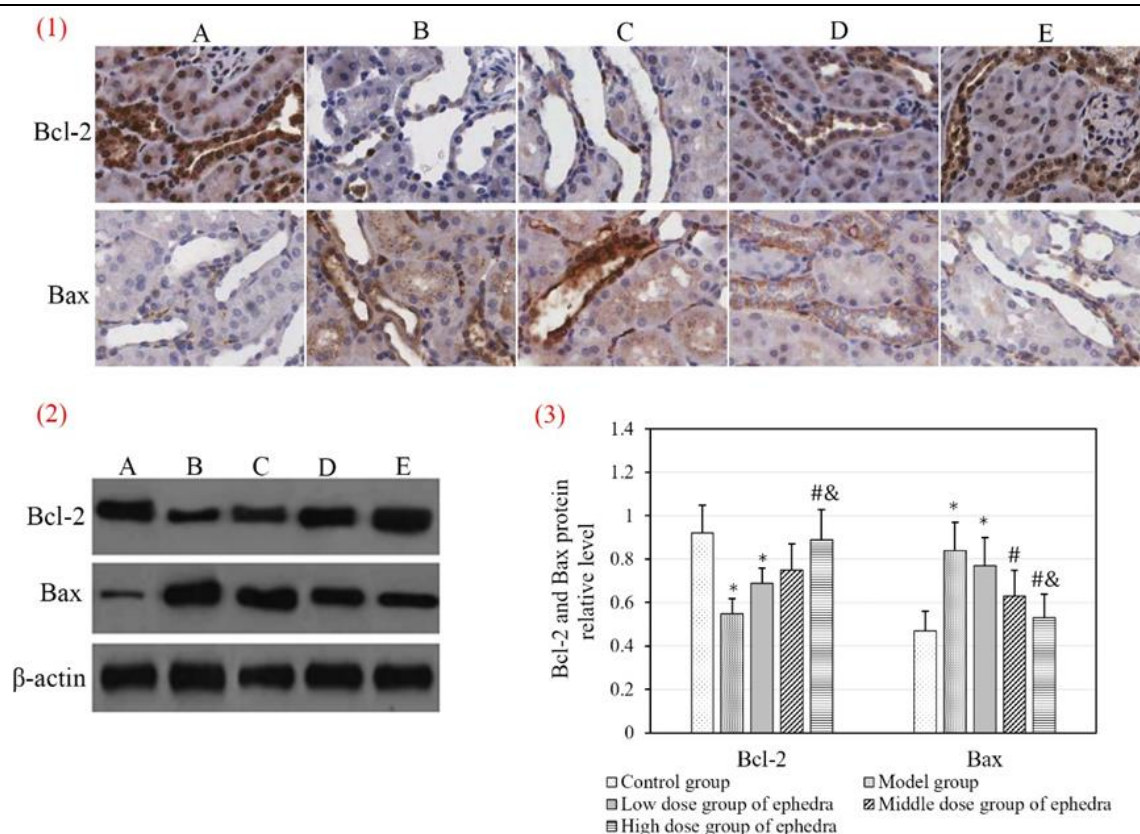 (1)
A B C D E
Bcl-2
Bax
(2)
A B C D E
Bcl-2
Bax
β-actin
(3)
Bcl-2 and Bax protein
relative level
1.4
1.2
1
0.8
0.6
0.4
0.2
0
* * #&
* * # #&
Bcl-2 Bax
Control group Model group
Low dose group of ephedra Middle dose group of ephedra
High dose group of ephedra